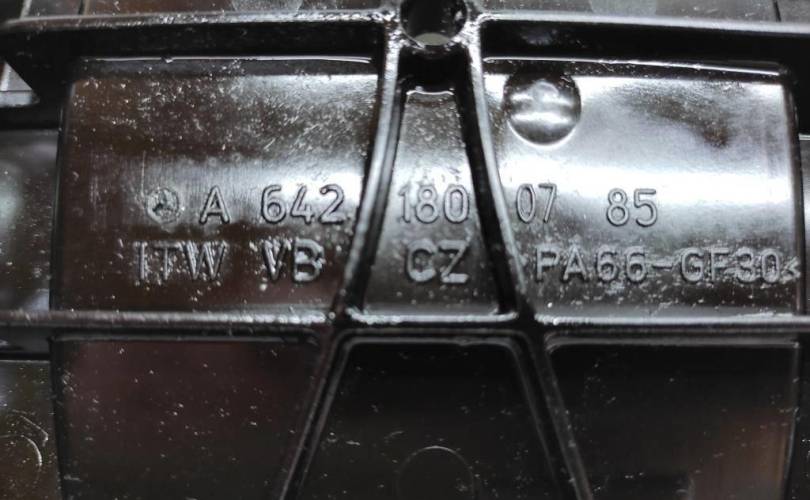 A 642 180 07 85
ITW VB CZ PA66-GF30<